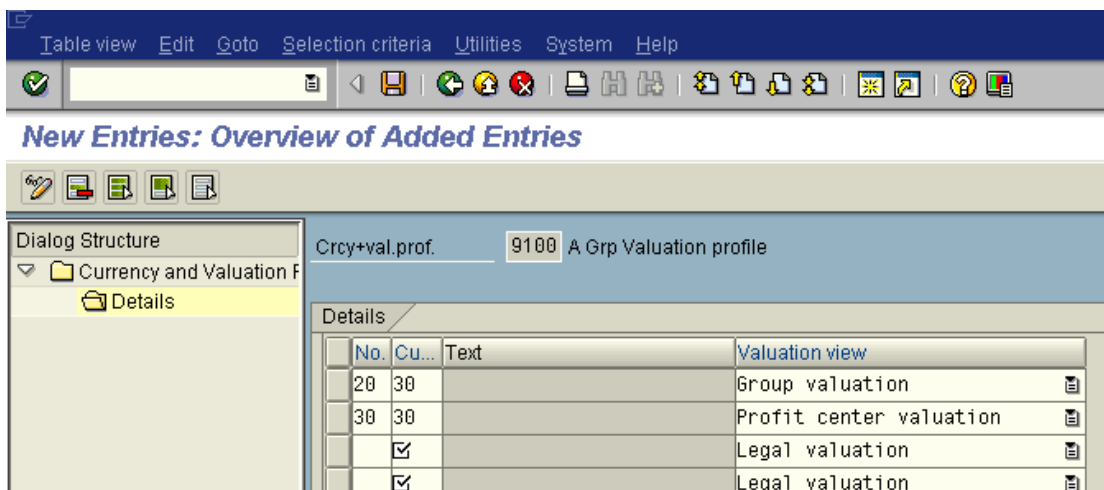 Table view Edit Goto Selection criteria Utilities System Help
New Entries: Overview of Added Entries
Dialog Structure
Currency and Valuation P
Details
Crcy+val.prof. 9100 A Grp Valuation profile
Details
No. Cu... Text Valuation view
20 30 Group valuation
30 30 Profit center valuation
Legal valuation
Legal valuation